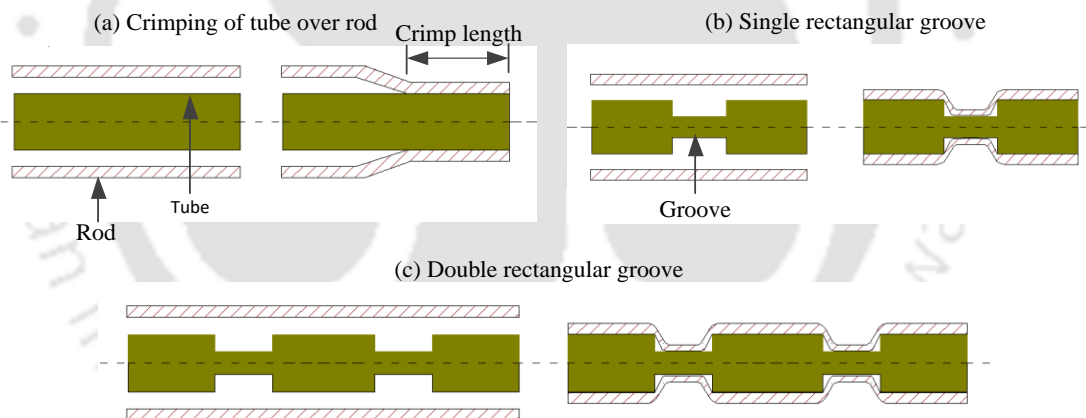 (a) Crimping of tube over rod
Crimp length
Tube
Rod
(b) Single rectangular groove
Groove
(c) Double rectangular groove